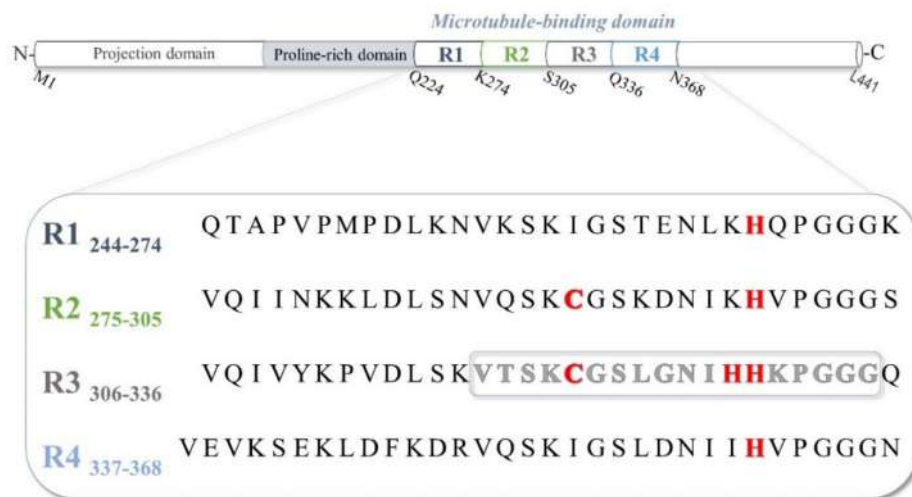 Microtubule-binding domain
N- Projection domain Proline-rich domain R1 R2 R3 R4 -C
M1 Q224 K274 S305 Q336 N368 L441
R1 244-274 QTAPVPMPDLKNVKSKIGSTENLKHQPGGGK
R2 275-305 VQIINKKLDLSNVQSKCGSKDNIKHVPGGGS
R3 306-336 VQIVYKPVDLSKVTSKCGSLGNIHHKPGGGQ
R4 337-368 VEVKSEKLDFKDRVQSKIGSLDNIIHVPGGGN